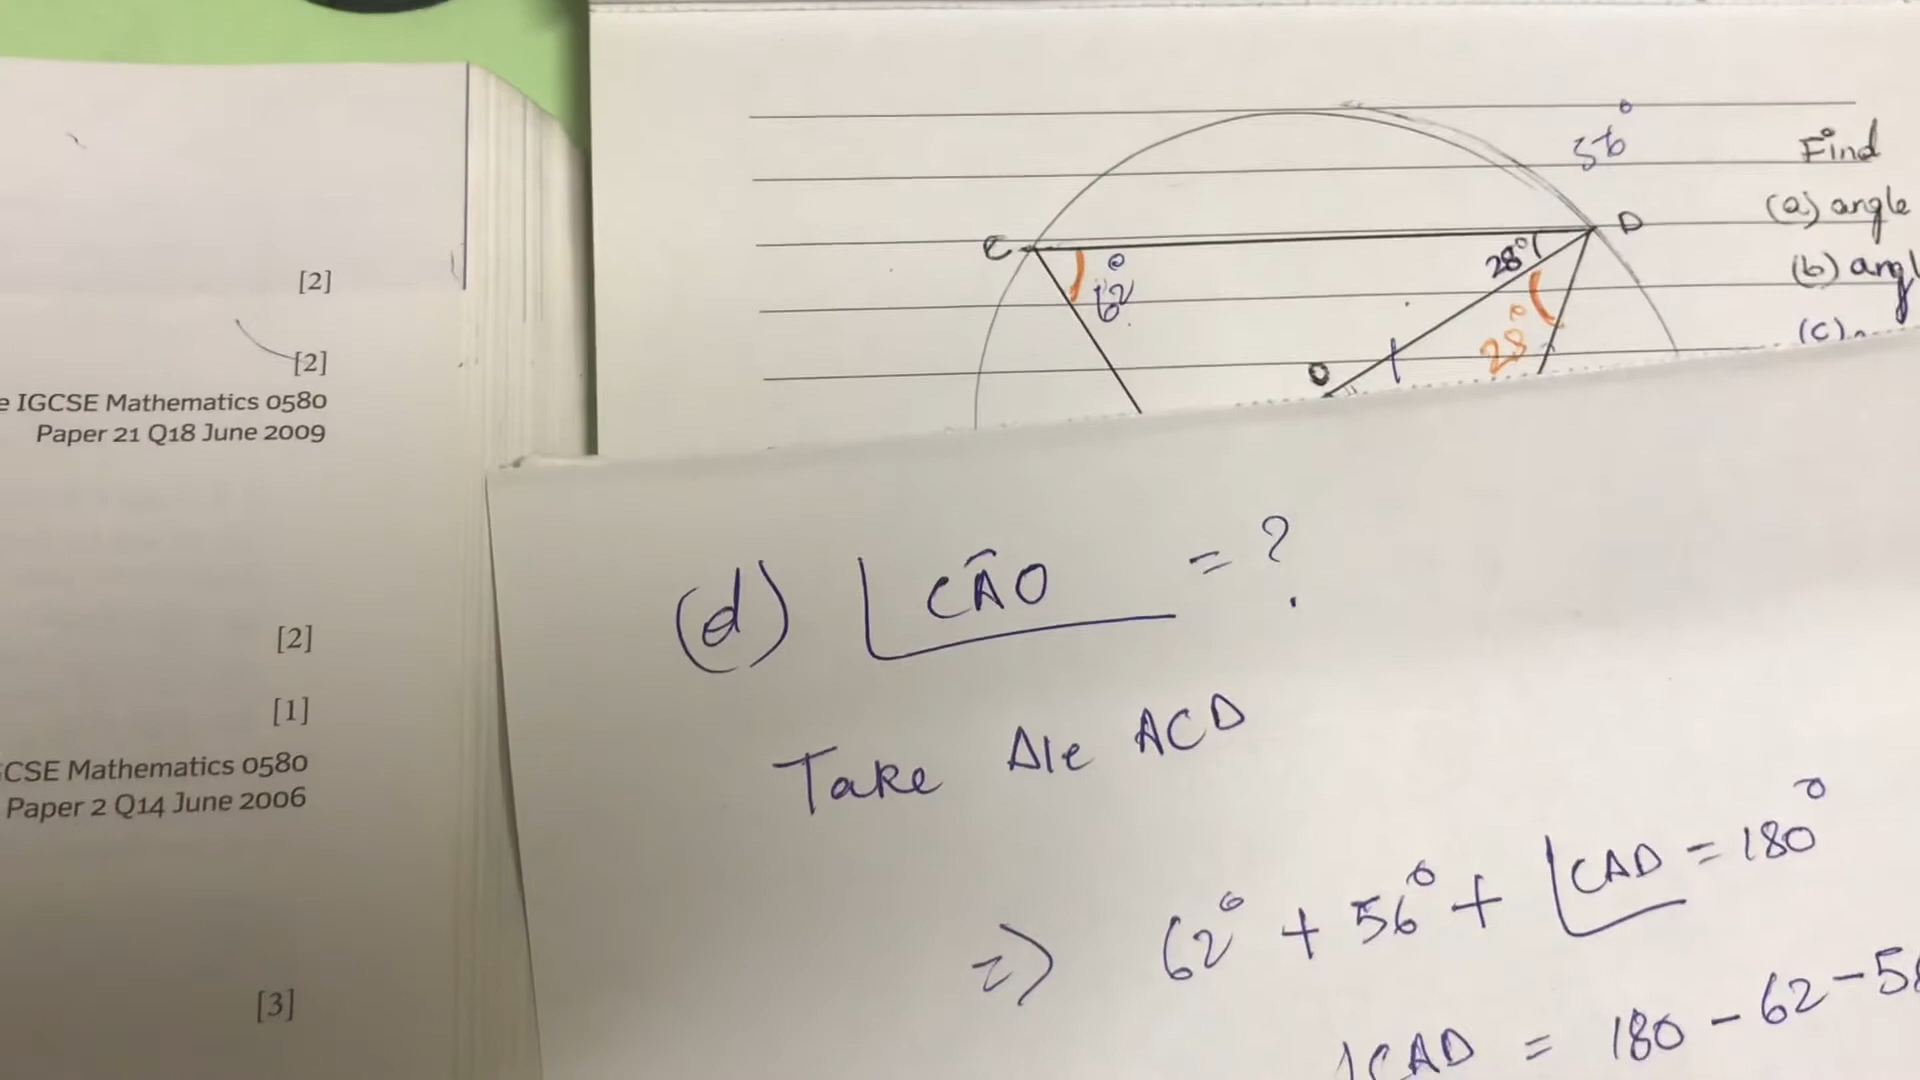 [2]
[2]
e IGCSE Mathematics 0580
Paper 21 Q18 June 2009
[2]
[1]
CSE Mathematics 0580
Paper 2 Q14 June 2006
[3]
56°
Find
(a) angle
(b) angl
(c)
C
D
62°
28°
28°
O
(d) CÂO = ?
Take Δle ACD
=> 62° + 56° + CAD = 180°
CAD = 180 - 62 - 5